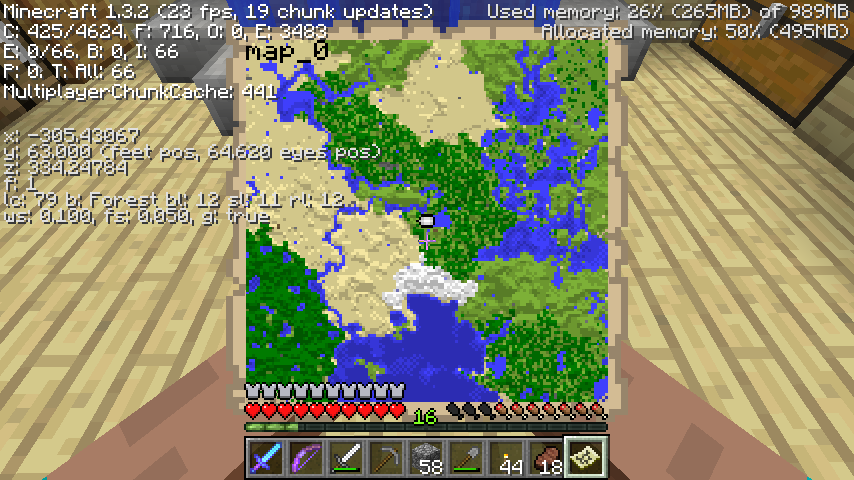 Minecraft 1.3.2 (23 fps, 19 chunk updates)
Used memory: 26% (265MB) of 989MB
C: 425/4624, F: 716, O: 0, E: 3483
Allocated memory: 50% (495MB)
E: 0/66, B: 0, I: 66
map_0
P: 0, T: All: 66
MultiplayerChunkCache: 441
x: -305.43067
y: 63.000 (feet pos, 64.620 eyes pos)
z: 334.24784
f: 1
lc: 79 b: Forest bl: 12 sl: 11 rl: 12
ws: 0.100, fs: 0.050, g: true
16
58
44
18